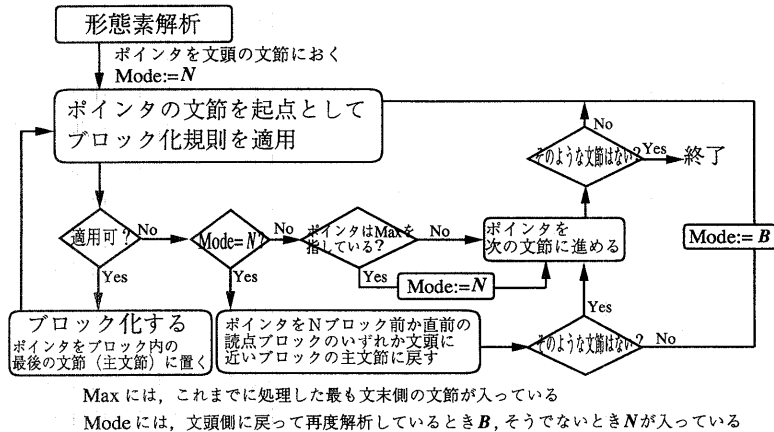 形態素解析
ポインタを文頭の文節におく
Mode:=N
ポインタの文節を起点として
ブロック化規則を適用
No
そのような文節はない?
Yes
終了
適用可?
No
Mode=N?
No
ポインタはMaxを
指している?
No
ポインタを
次の文節に進める
Mode:=B
Yes
Yes
Yes
Mode:=N
Yes
ブロック化する
ポインタをブロック内の
最後の文節(主文節)に置く
ポインタをNブロック前か直前の
読点ブロックのいずれか文頭に
近いブロックの主文節に戻す
そのような文節はない?
No
Maxには,これまでに処理した最も文末側の文節が入っている
Modeには,文頭側に戻って再度解析しているときB,そうでないときNが入っている